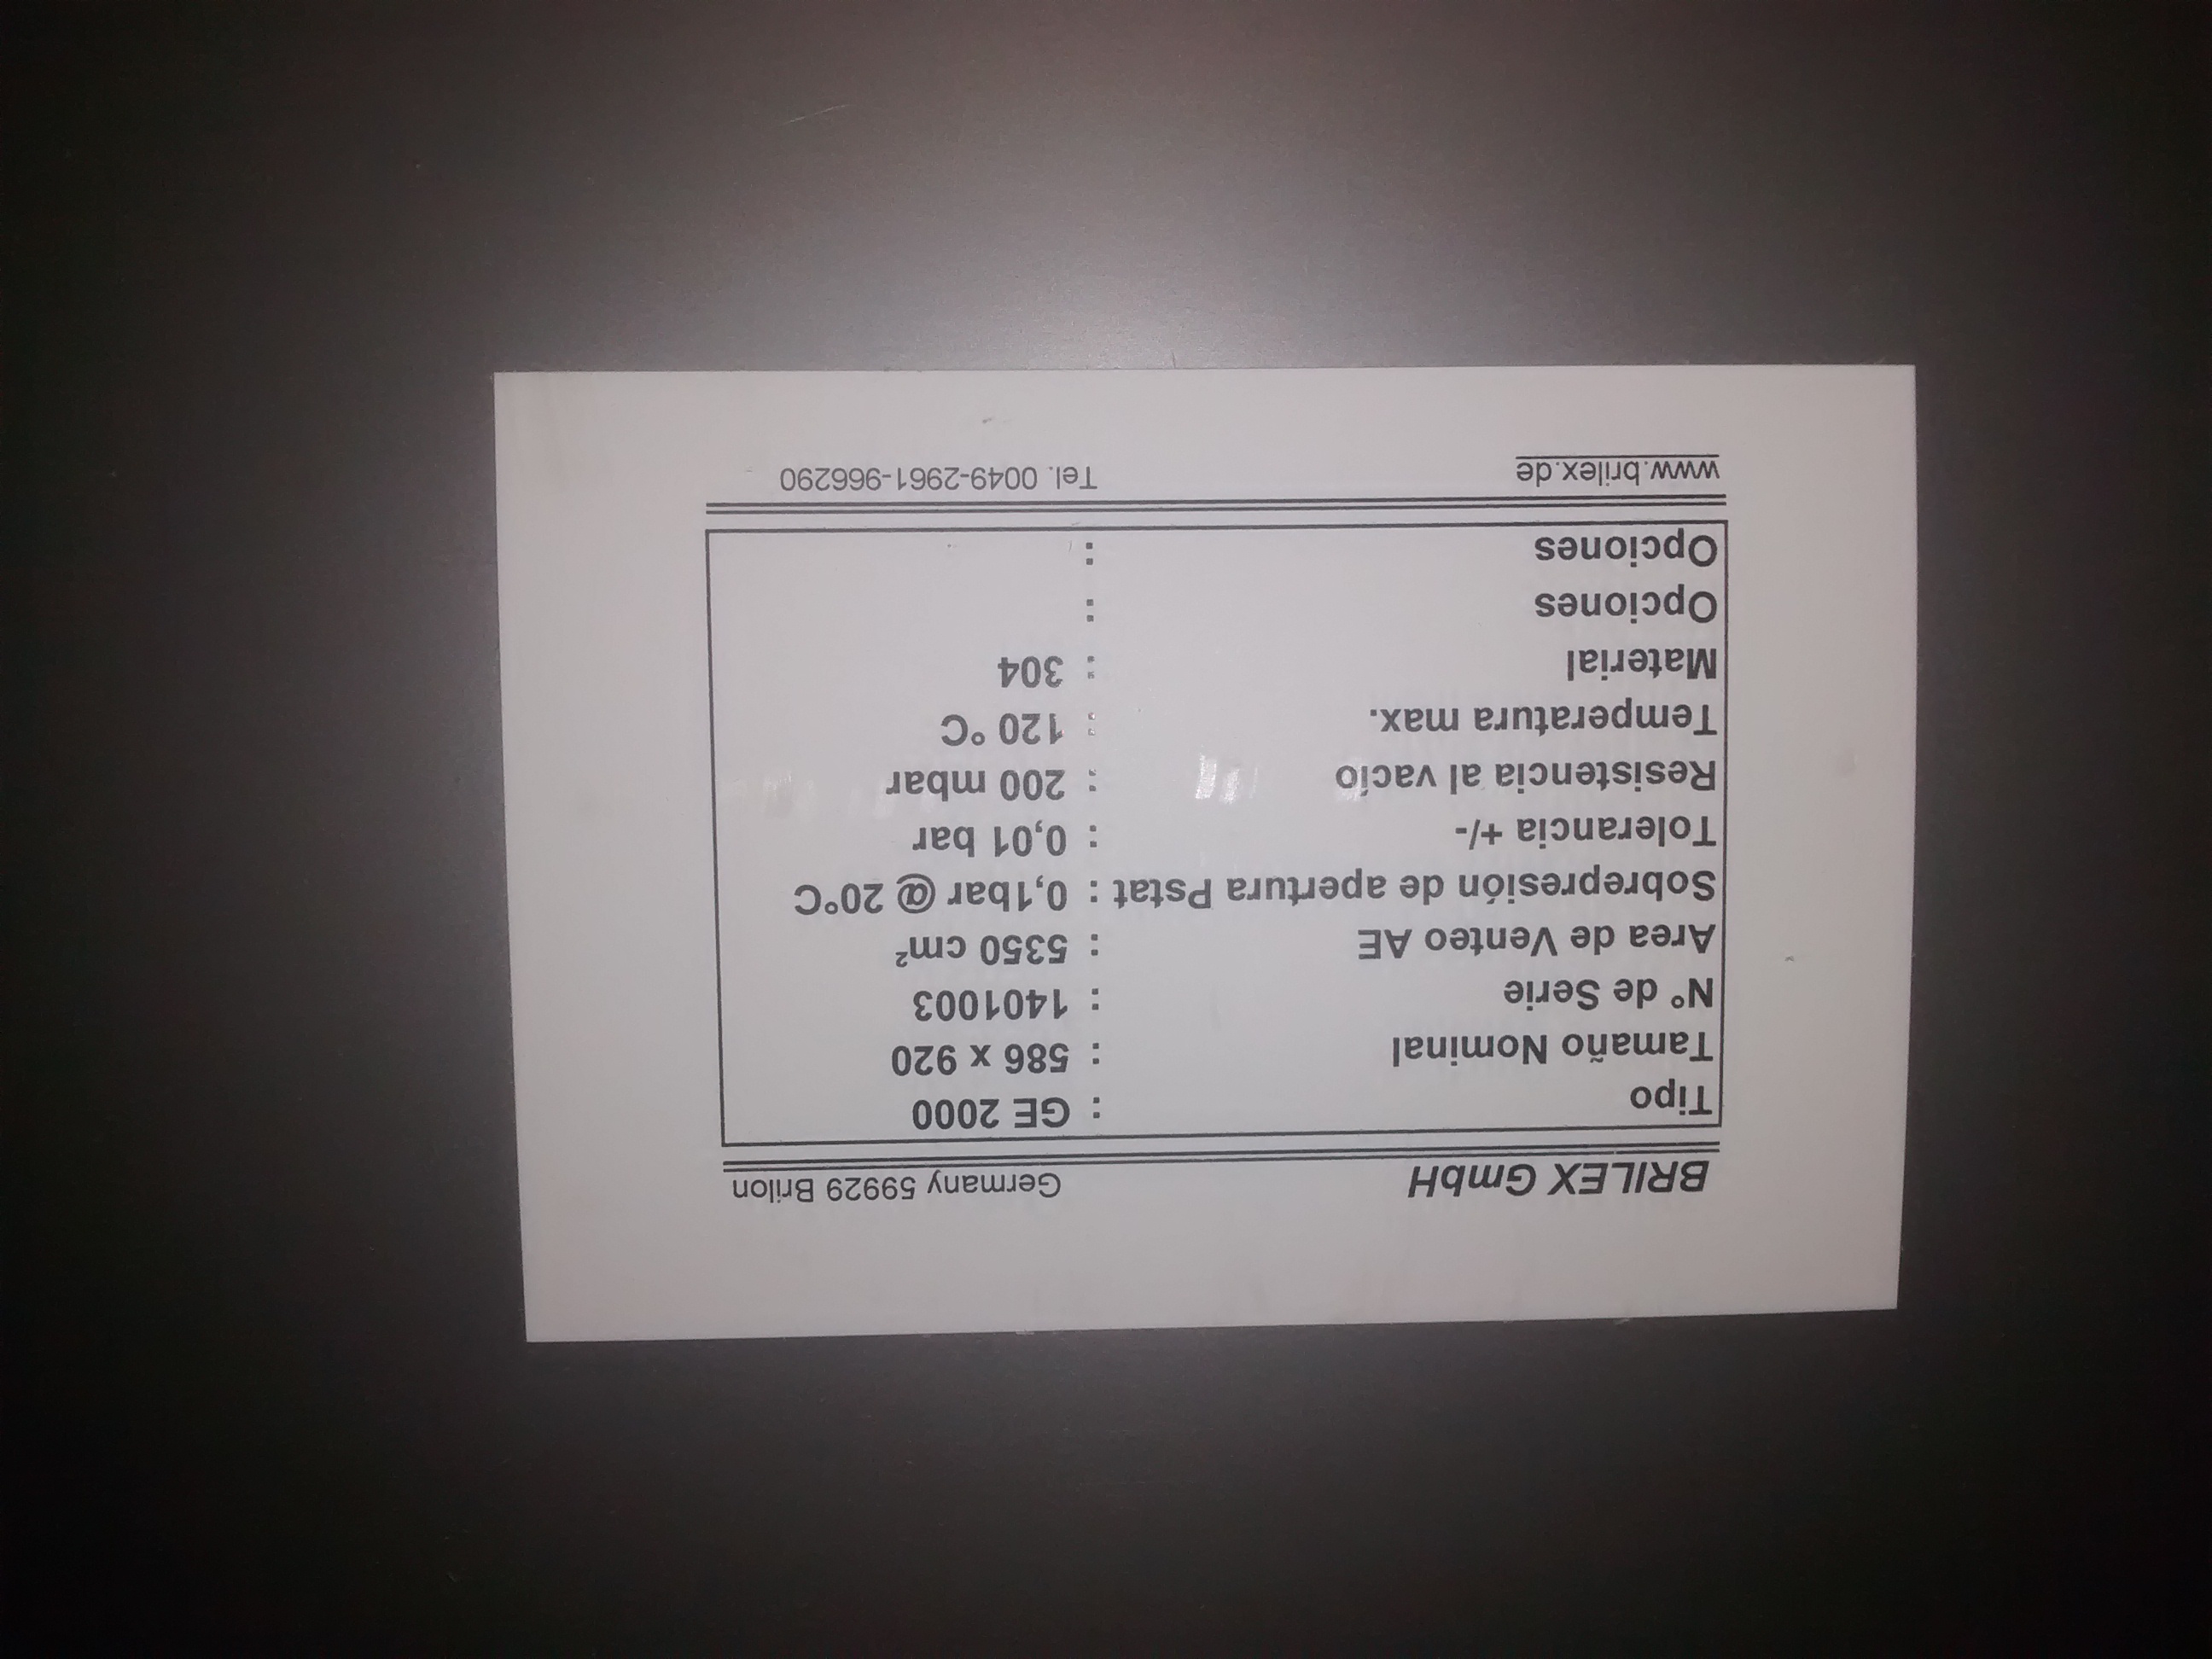 BRILEX GmbH Germany 59929 Brilon
Tipo : GE 2000
Tamaño Nominal : 586 x 920
N° de Serie : 1401003
Area de Venteo AE : 5350 cm²
Sobrepresión de apertura Pstat : 0,1bar @ 20°C
Tolerancia +/- : 0,01 bar
Resistencia al vacío : 200 mbar
Temperatura max. : 120 °C
Material : 304
Opciones :
Opciones :
www.brilex.de Tel. 0049-2961-966290